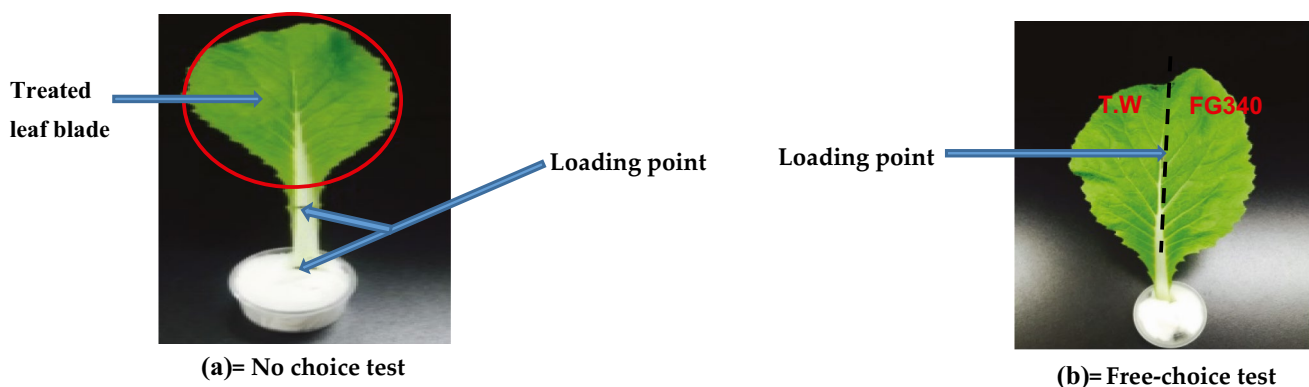 Treated
leaf blade
Loading point
(a)= No choice test
T.W
FG340
Loading point
(b)= Free-choice test